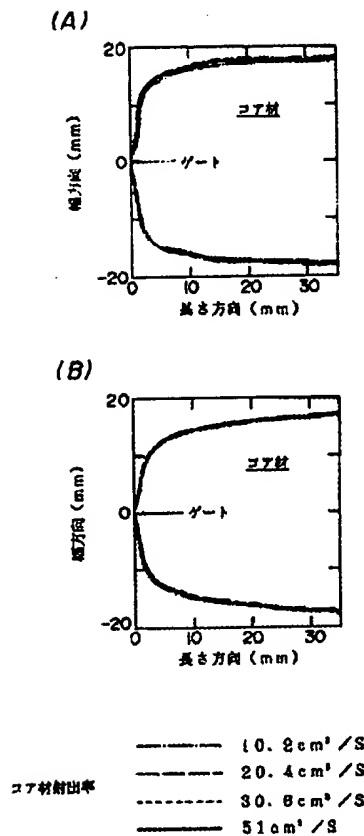 (A)
20
コア材
幅方向 (mm)
0
ゲート
-20
0 10 20 30
長さ方向 (mm)
(B)
20
コア材
幅方向 (mm)
0
ゲート
-20
0 10 20 30
長さ方向 (mm)
コア材射出率
10.2cm³/S
20.4cm³/S
30.6cm³/S
51cm³/S